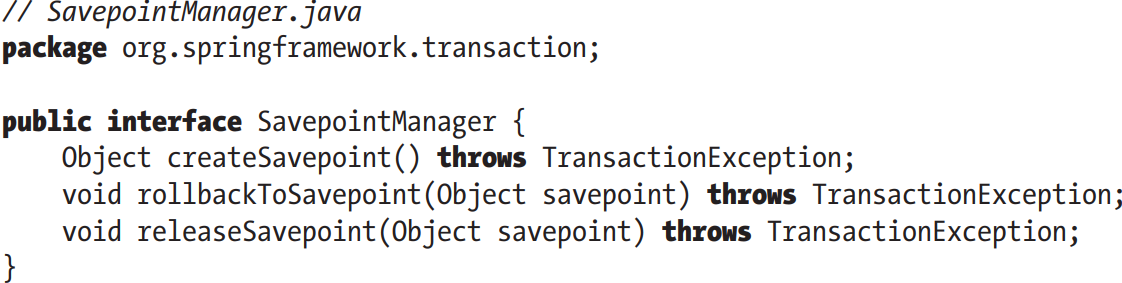 // SavepointManager.java
package org.springframework.transaction;
public interface SavepointManager {
Object createSavepoint() throws TransactionException;
void rollbackToSavepoint(Object savepoint) throws TransactionException;
void releaseSavepoint(Object savepoint) throws TransactionException;
}